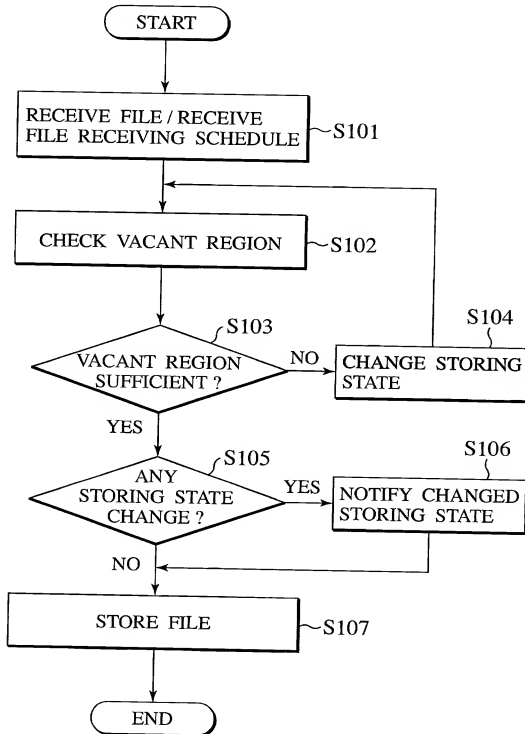 START
RECEIVE FILE / RECEIVE
FILE RECEIVING SCHEDULE
S101
CHECK VACANT REGION
S102
S103
VACANT REGION
SUFFICIENT ?
NO
S104
CHANGE STORING
STATE
YES
S105
ANY
STORING STATE
CHANGE ?
YES
S106
NOTIFY CHANGED
STORING STATE
NO
STORE FILE
S107
END